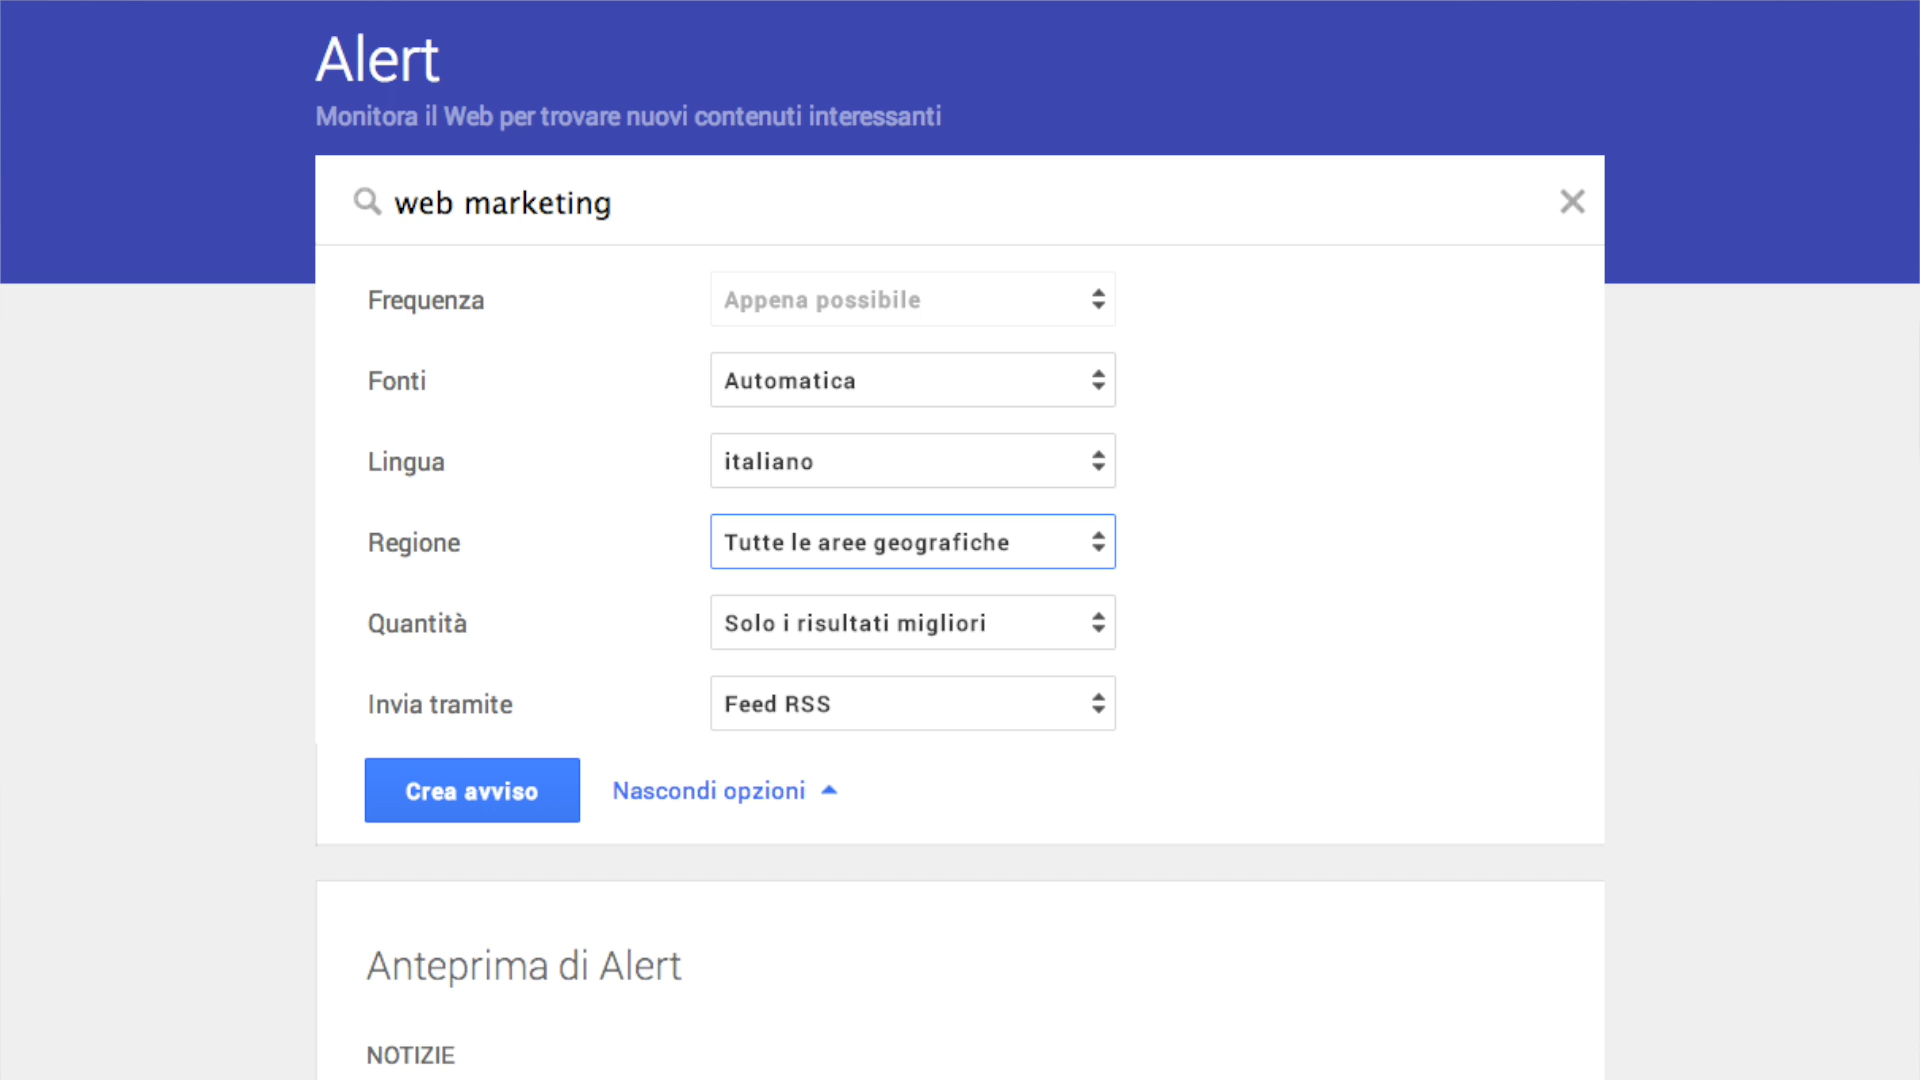 Alert
Monitora il Web per trovare nuovi contenuti interessanti
web marketing
Frequenza Appena possibile
Fonti Automatica
Lingua italiano
Regione Tutte le aree geografiche
Quantità Solo i risultati migliori
Invia tramite Feed RSS
Crea avviso Nascondi opzioni
Anteprima di Alert
NOTIZIE